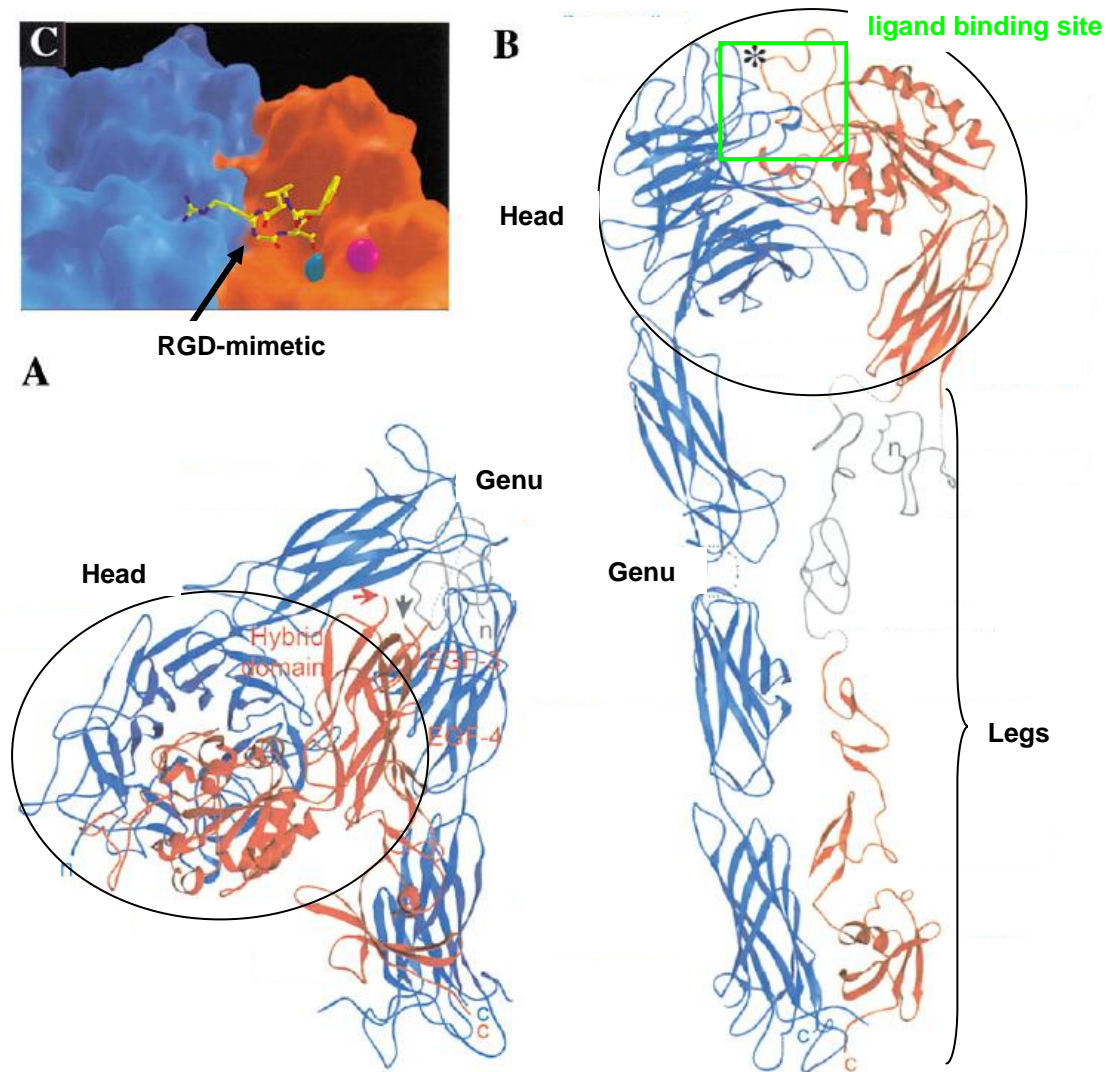 C
RGD-mimetic
B
ligand binding site
*
Head
n
Genu
Legs
c
c
A
Genu
Head
Hybrid
domain
n
EGF-3
EGF-4
n
c
c